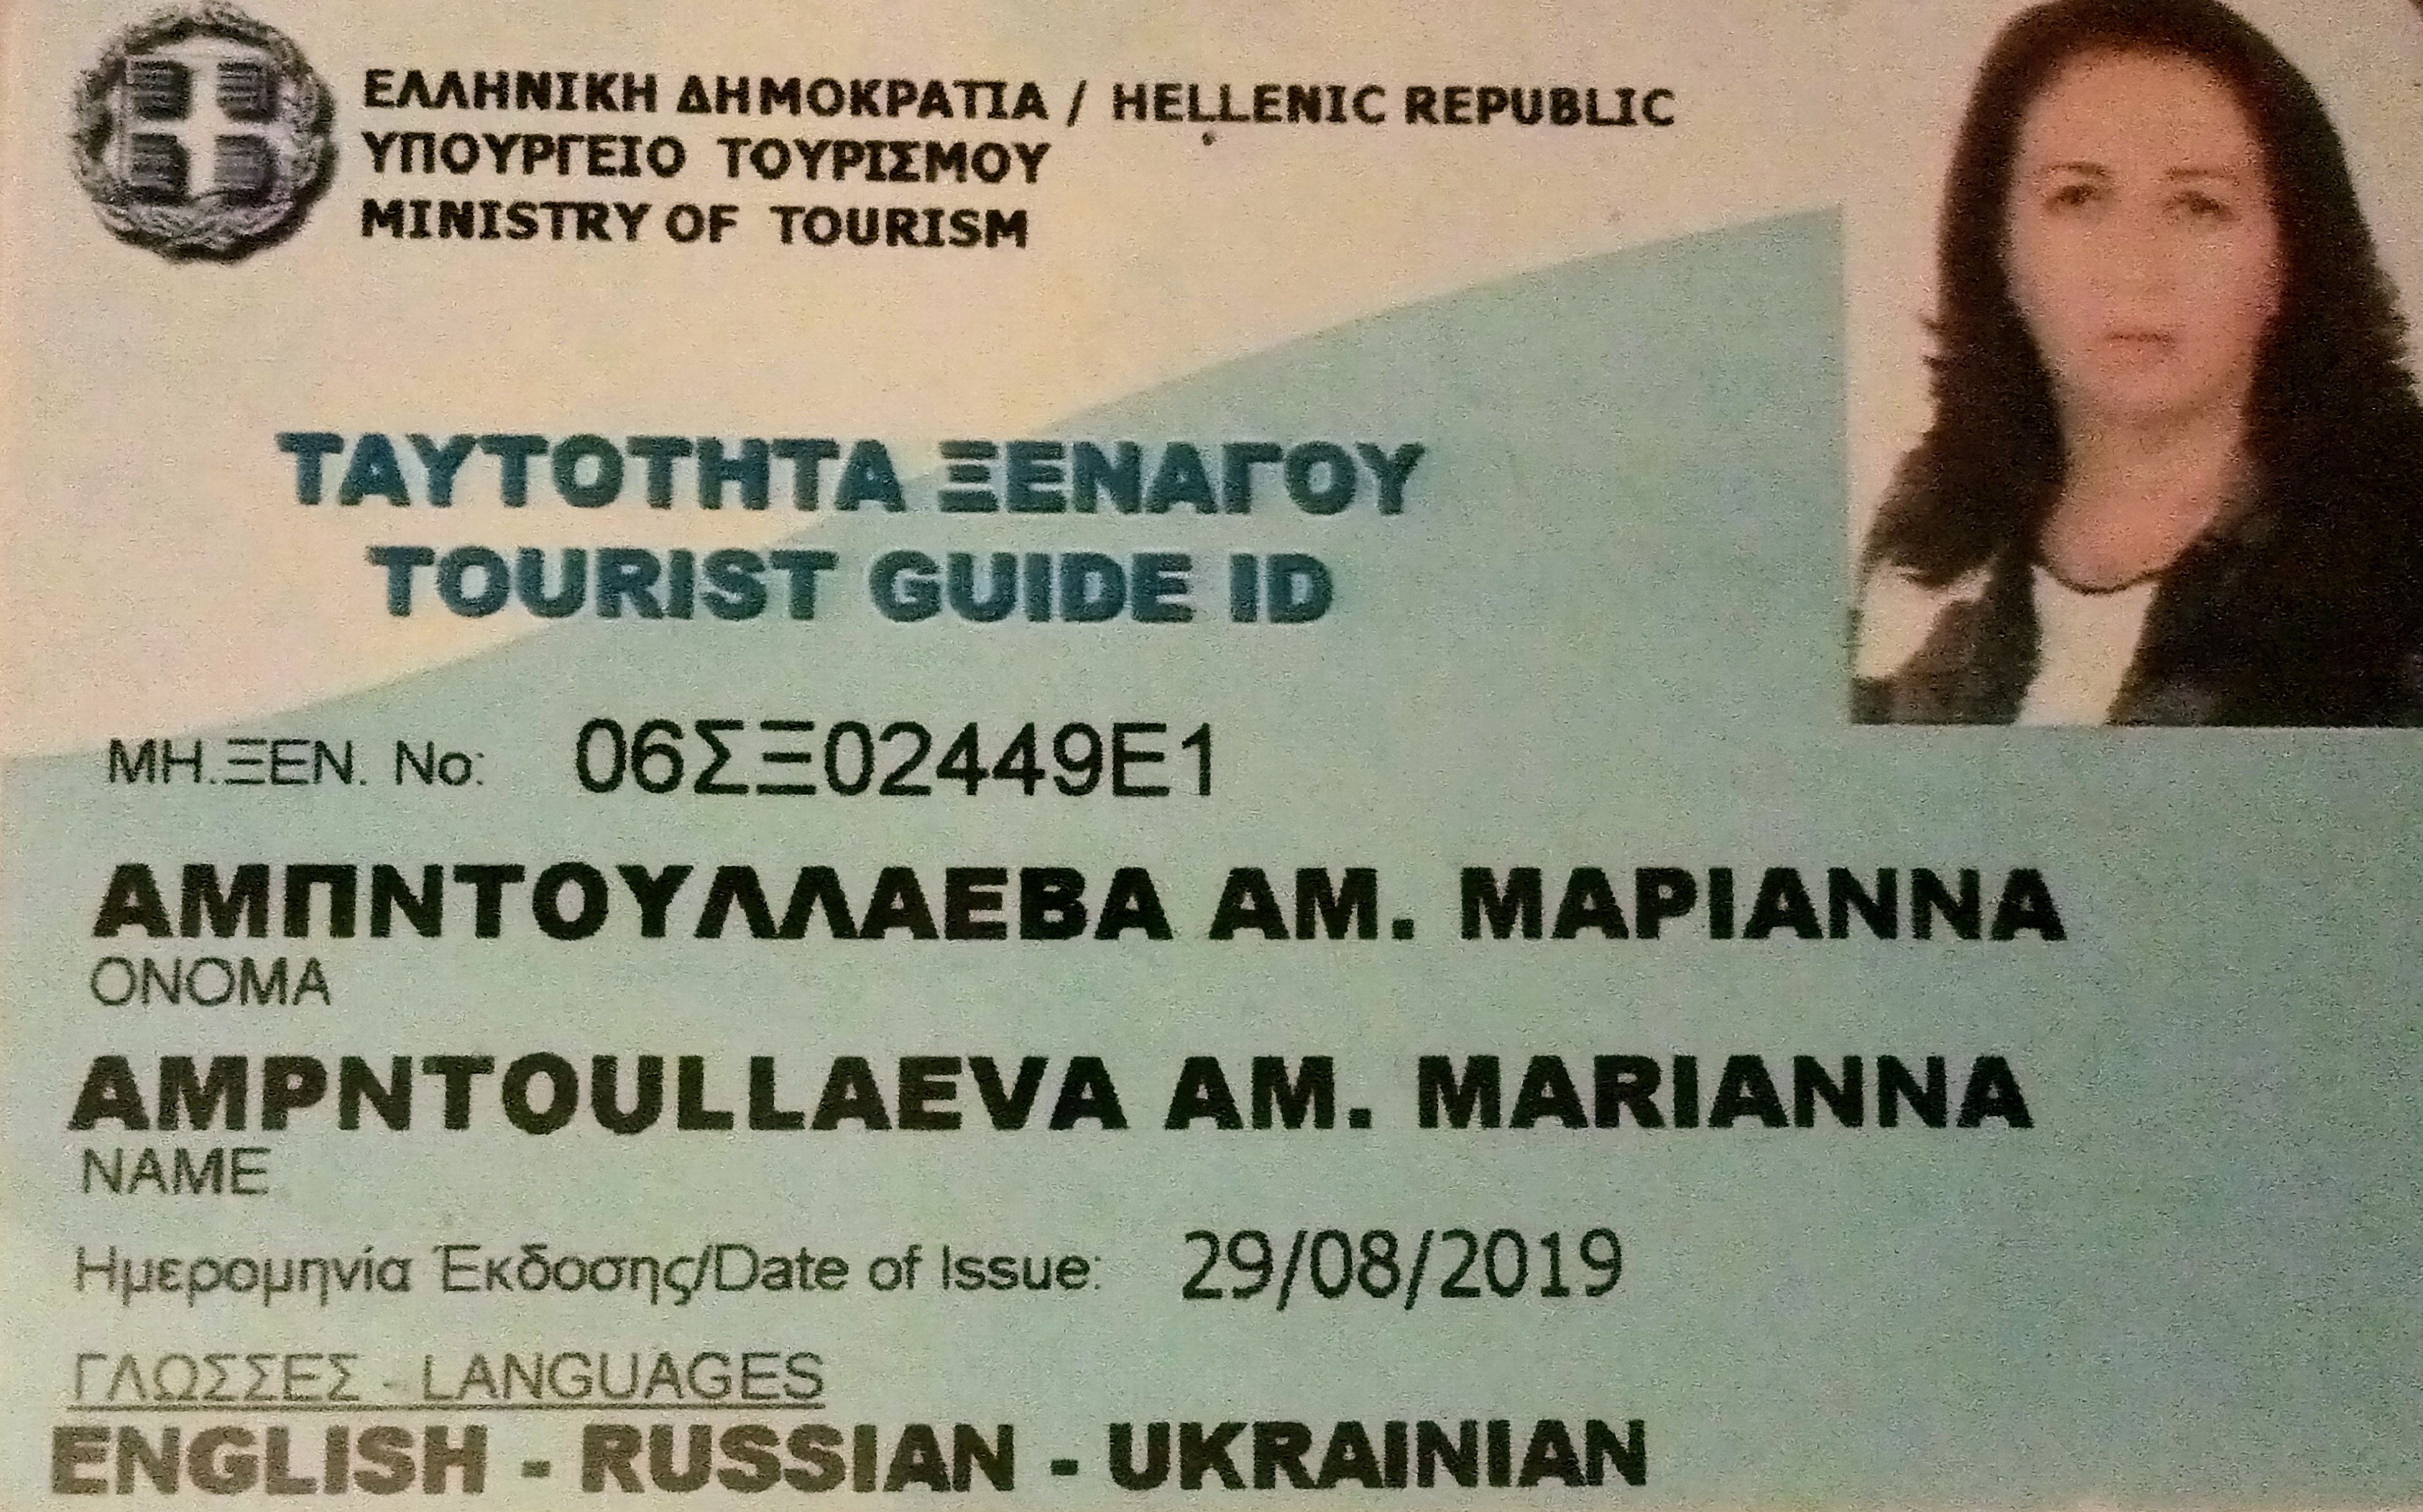 ΕΛΛΗΝΙΚΗ ΔΗΜΟΚΡΑΤΙΑ / HELLENIC REPUBLIC
ΥΠΟΥΡΓΕΙΟ ΤΟΥΡΙΣΜΟΥ
MINISTRY OF TOURISM
ΤΑΥΤΟΤΗΤΑ ΞΕΝΑΓΟΥ
TOURIST GUIDE ID
ΜΗ.ΞΕΝ. No: 06ΣΞ02449Ε1
ΑΜΠΝΤΟΥΛΛΑΕΒΑ ΑΜ. ΜΑΡΙΑΝΝΑ
ΟΝΟΜΑ
AMPNTOULLAEVA AM. MARIANNA
NAME
Ημερομηνία Έκδοσης/Date of Issue: 29/08/2019
ΓΛΩΣΣΕΣ - LANGUAGES
ENGLISH - RUSSIAN - UKRAINIAN